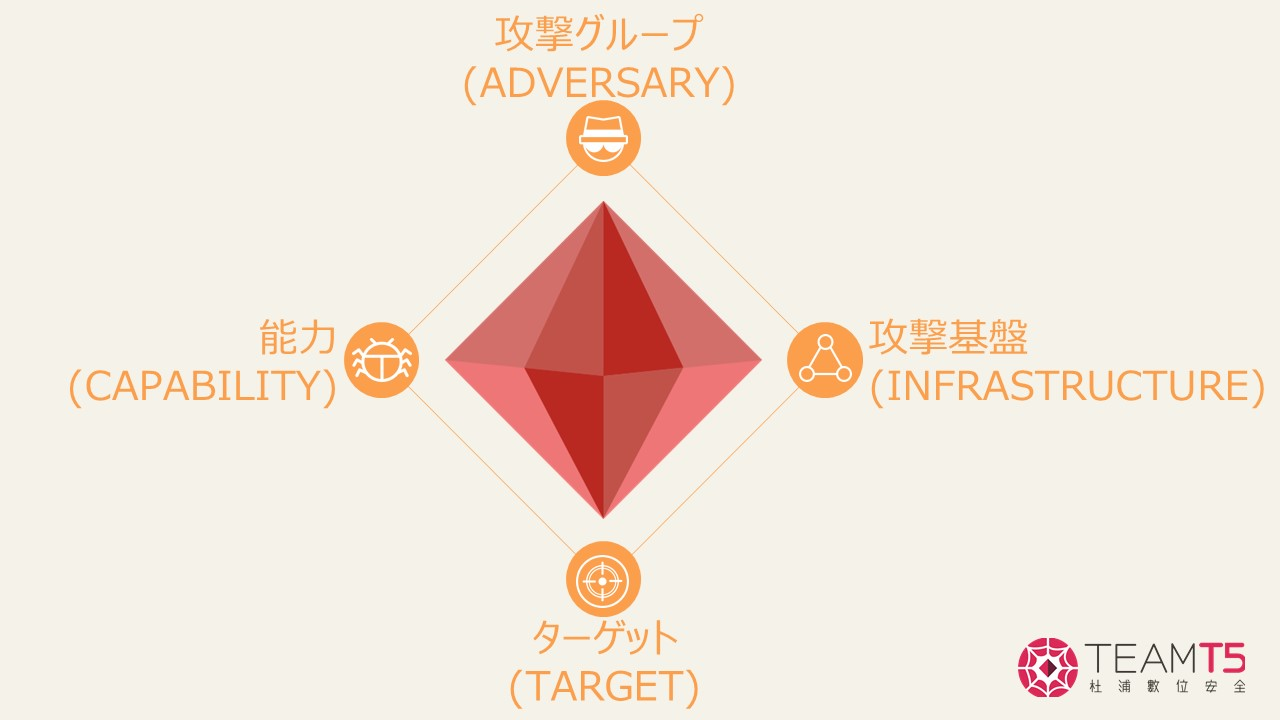 攻撃グループ
(ADVERSARY)
能力
(CAPABILITY)
攻撃基盤
(INFRASTRUCTURE)
ターゲット
(TARGET)
TEAMT5
杜浦數位安全